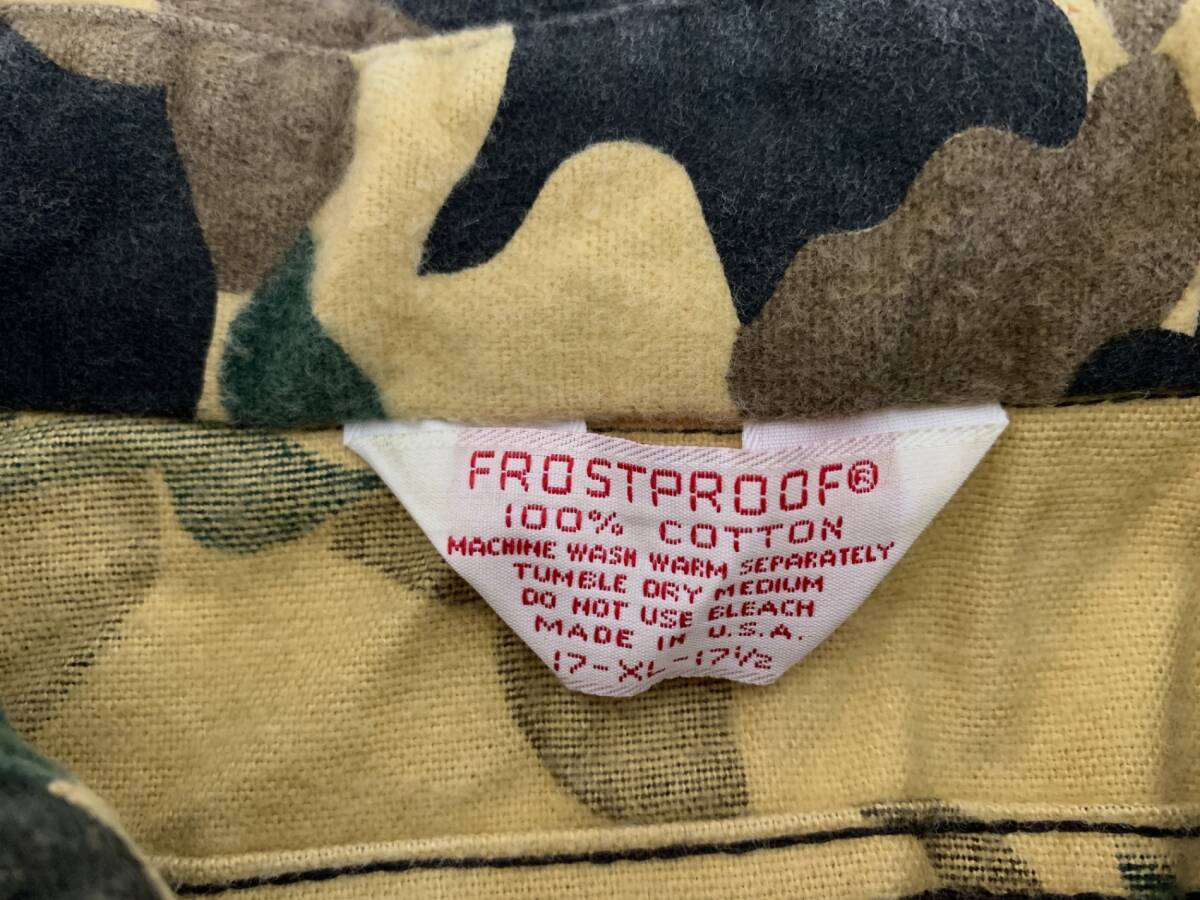 FROSTPROOF®
100% COTTON
MACHINE WASH WARM SEPARATELY
TUMBLE DRY MEDIUM
DO NOT USE BLEACH
MADE IN U.S.A.
17-XL-17½